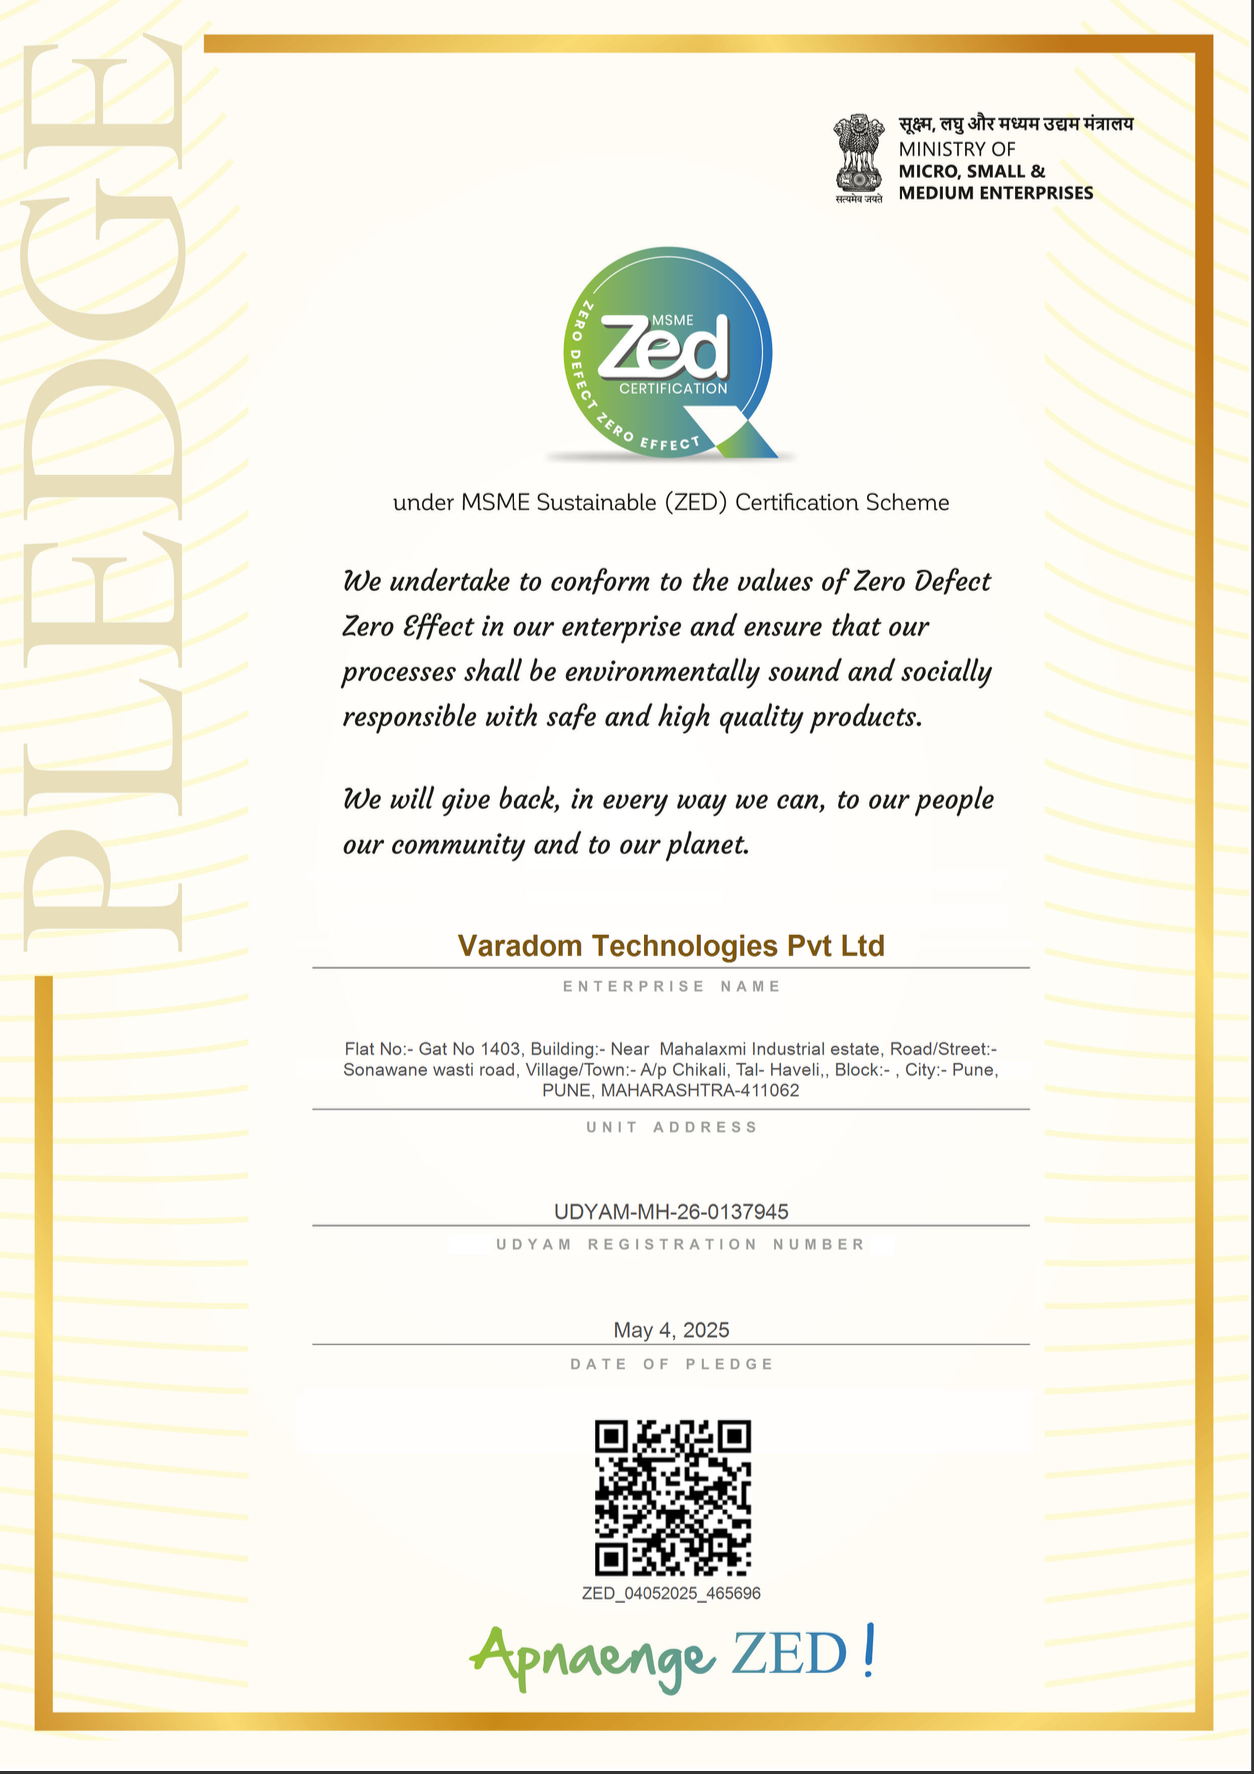 PLEDGE
सूक्ष्म, लघु और मध्यम उद्यम मंत्रालय
MINISTRY OF
MICRO, SMALL &
MEDIUM ENTERPRISES
सत्यमेव जयते
MSME
Zed
CERTIFICATION
ZERO DEFECT ZERO EFFECT
under MSME Sustainable (ZED) Certification Scheme
We undertake to conform to the values of Zero Defect
Zero Effect in our enterprise and ensure that our
processes shall be environmentally sound and socially
responsible with safe and high quality products.
We will give back, in every way we can, to our people
our community and to our planet.
Varadom Technologies Pvt Ltd
ENTERPRISE NAME
Flat No:- Gat No 1403, Building:- Near  Mahalaxmi Industrial estate, Road/Street:-
Sonawane wasti road, Village/Town:- A/p Chikali, Tal- Haveli,, Block:- , City:- Pune,
PUNE, MAHARASHTRA-411062
UNIT ADDRESS
UDYAM-MH-26-0137945
UDYAM REGISTRATION NUMBER
May 4, 2025
DATE OF PLEDGE
ZED_04052025_465696
Apnaenge ZED !